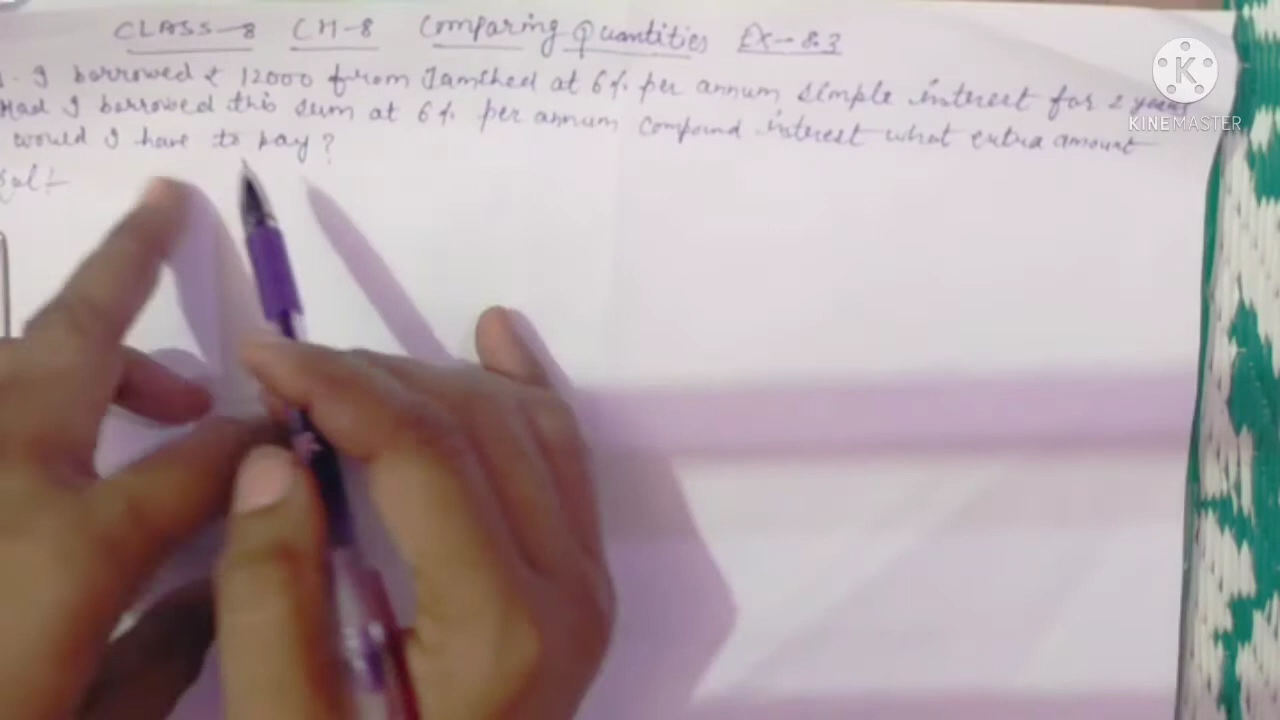 CLASS-8 CH-8 Comparing Quantities EX-8.3
I borrowed ₹ 12000 from Jamshed at 6% per annum simple interest for 2 years
Had I borrowed this sum at 6% per annum compound interest what extra amount
would I have to pay?
Sol:-
K
KINEMASTER